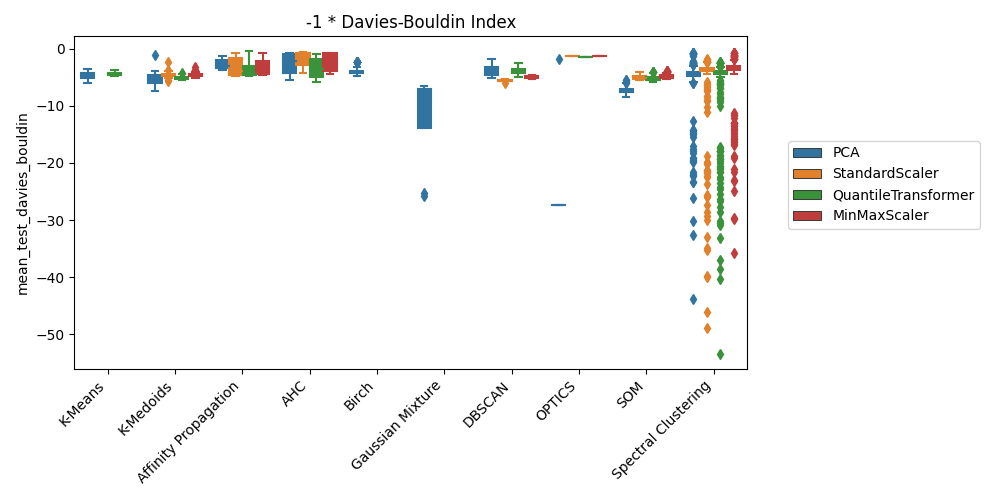 -1 * Davies-Bouldin Index
mean_test_davies_bouldin
0
−10
−20
−30
−40
−50
K-Means
K-Medoids
Affinity Propagation
AHC
Birch
Gaussian Mixture
DBSCAN
OPTICS
SOM
Spectral Clustering
PCA
StandardScaler
QuantileTransformer
MinMaxScaler